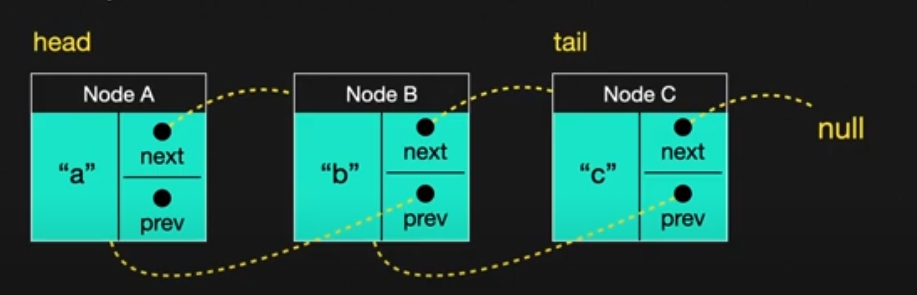 head
tail
Node A
Node B
Node C
“a”
next
prev
“b”
next
prev
“c”
next
prev
null